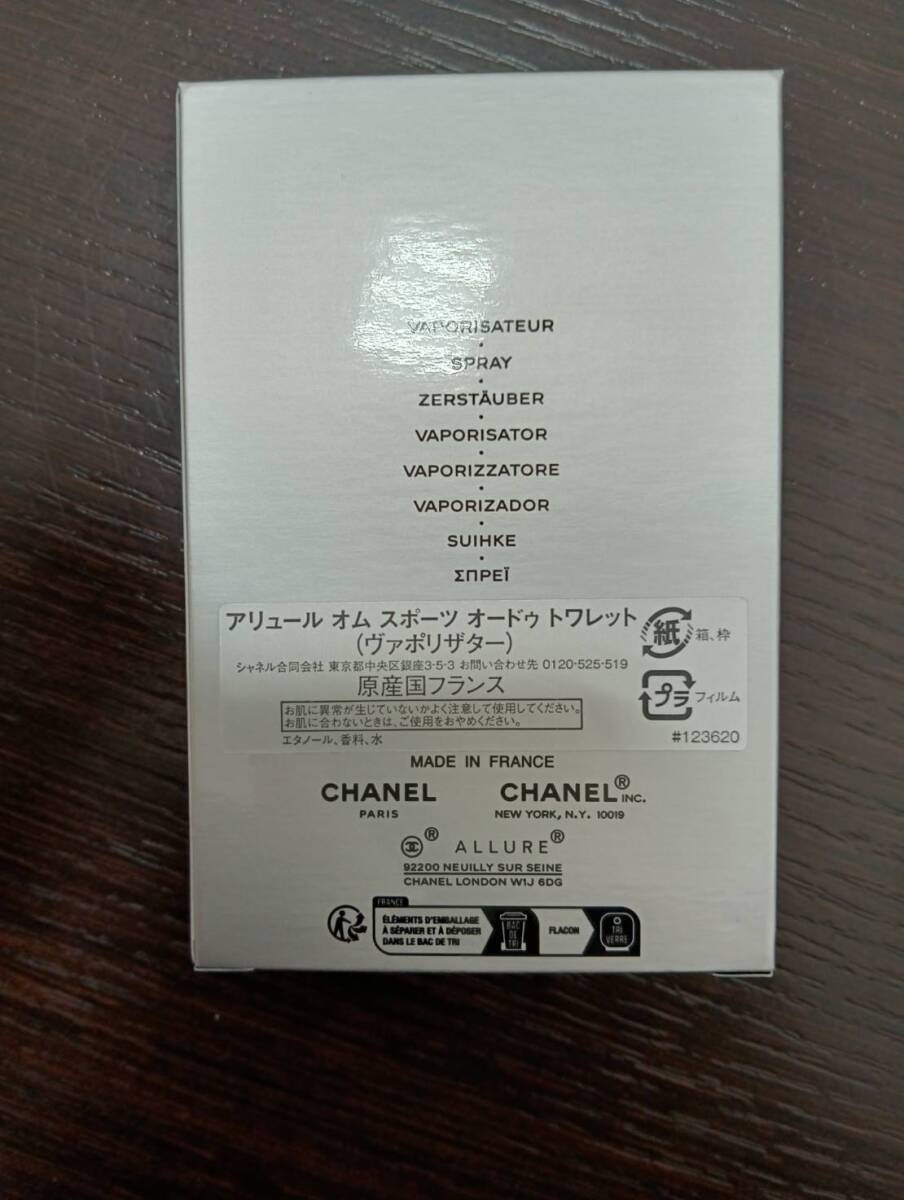 VAPORISATEUR
SPRAY
ZERSTÄUBER
VAPORISATOR
VAPORIZZATORE
VAPORIZADOR
SUIHKE
ΣΠΡΕΪ
アリュール オム スポーツ オードゥ トワレット
(ヴァポリザター)
シャネル合同会社 東京都中央区銀座3-5-3 お問い合わせ先 0120-525-519
原産国フランス
お肌に異常が生じていないかよく注意して使用してください。
お肌に合わないときは、ご使用をおやめください。
エタノール、香料、水
紙 箱、枠
プラ フィルム
#123620
MADE IN FRANCE
CHANEL
PARIS
CHANEL® INC.
NEW YORK, N.Y. 10019
® ALLURE®
92200 NEUILLY SUR SEINE
CHANEL LONDON W1J 6DG
FRANCE
ÉLÉMENTS D'EMBALLAGE
À SÉPARER ET À DÉPOSER
DANS LE BAC DE TRI
BAC
DE
TRI
FLACON
TRI
VERRE